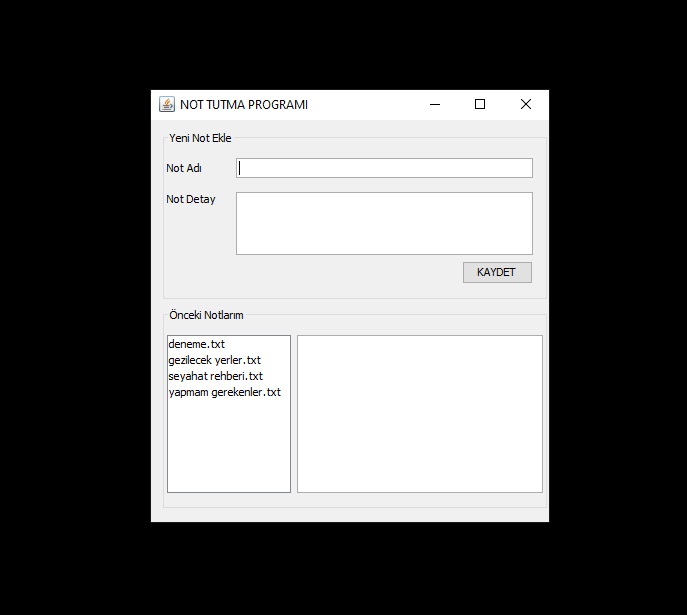 NOT TUTMA PROGRAMI
Yeni Not Ekle
Not Adı
Not Detay
KAYDET
Önceki Notlarım
deneme.txt
gezilecek yerler.txt
seyahat rehberi.txt
yapmam gerekenler.txt